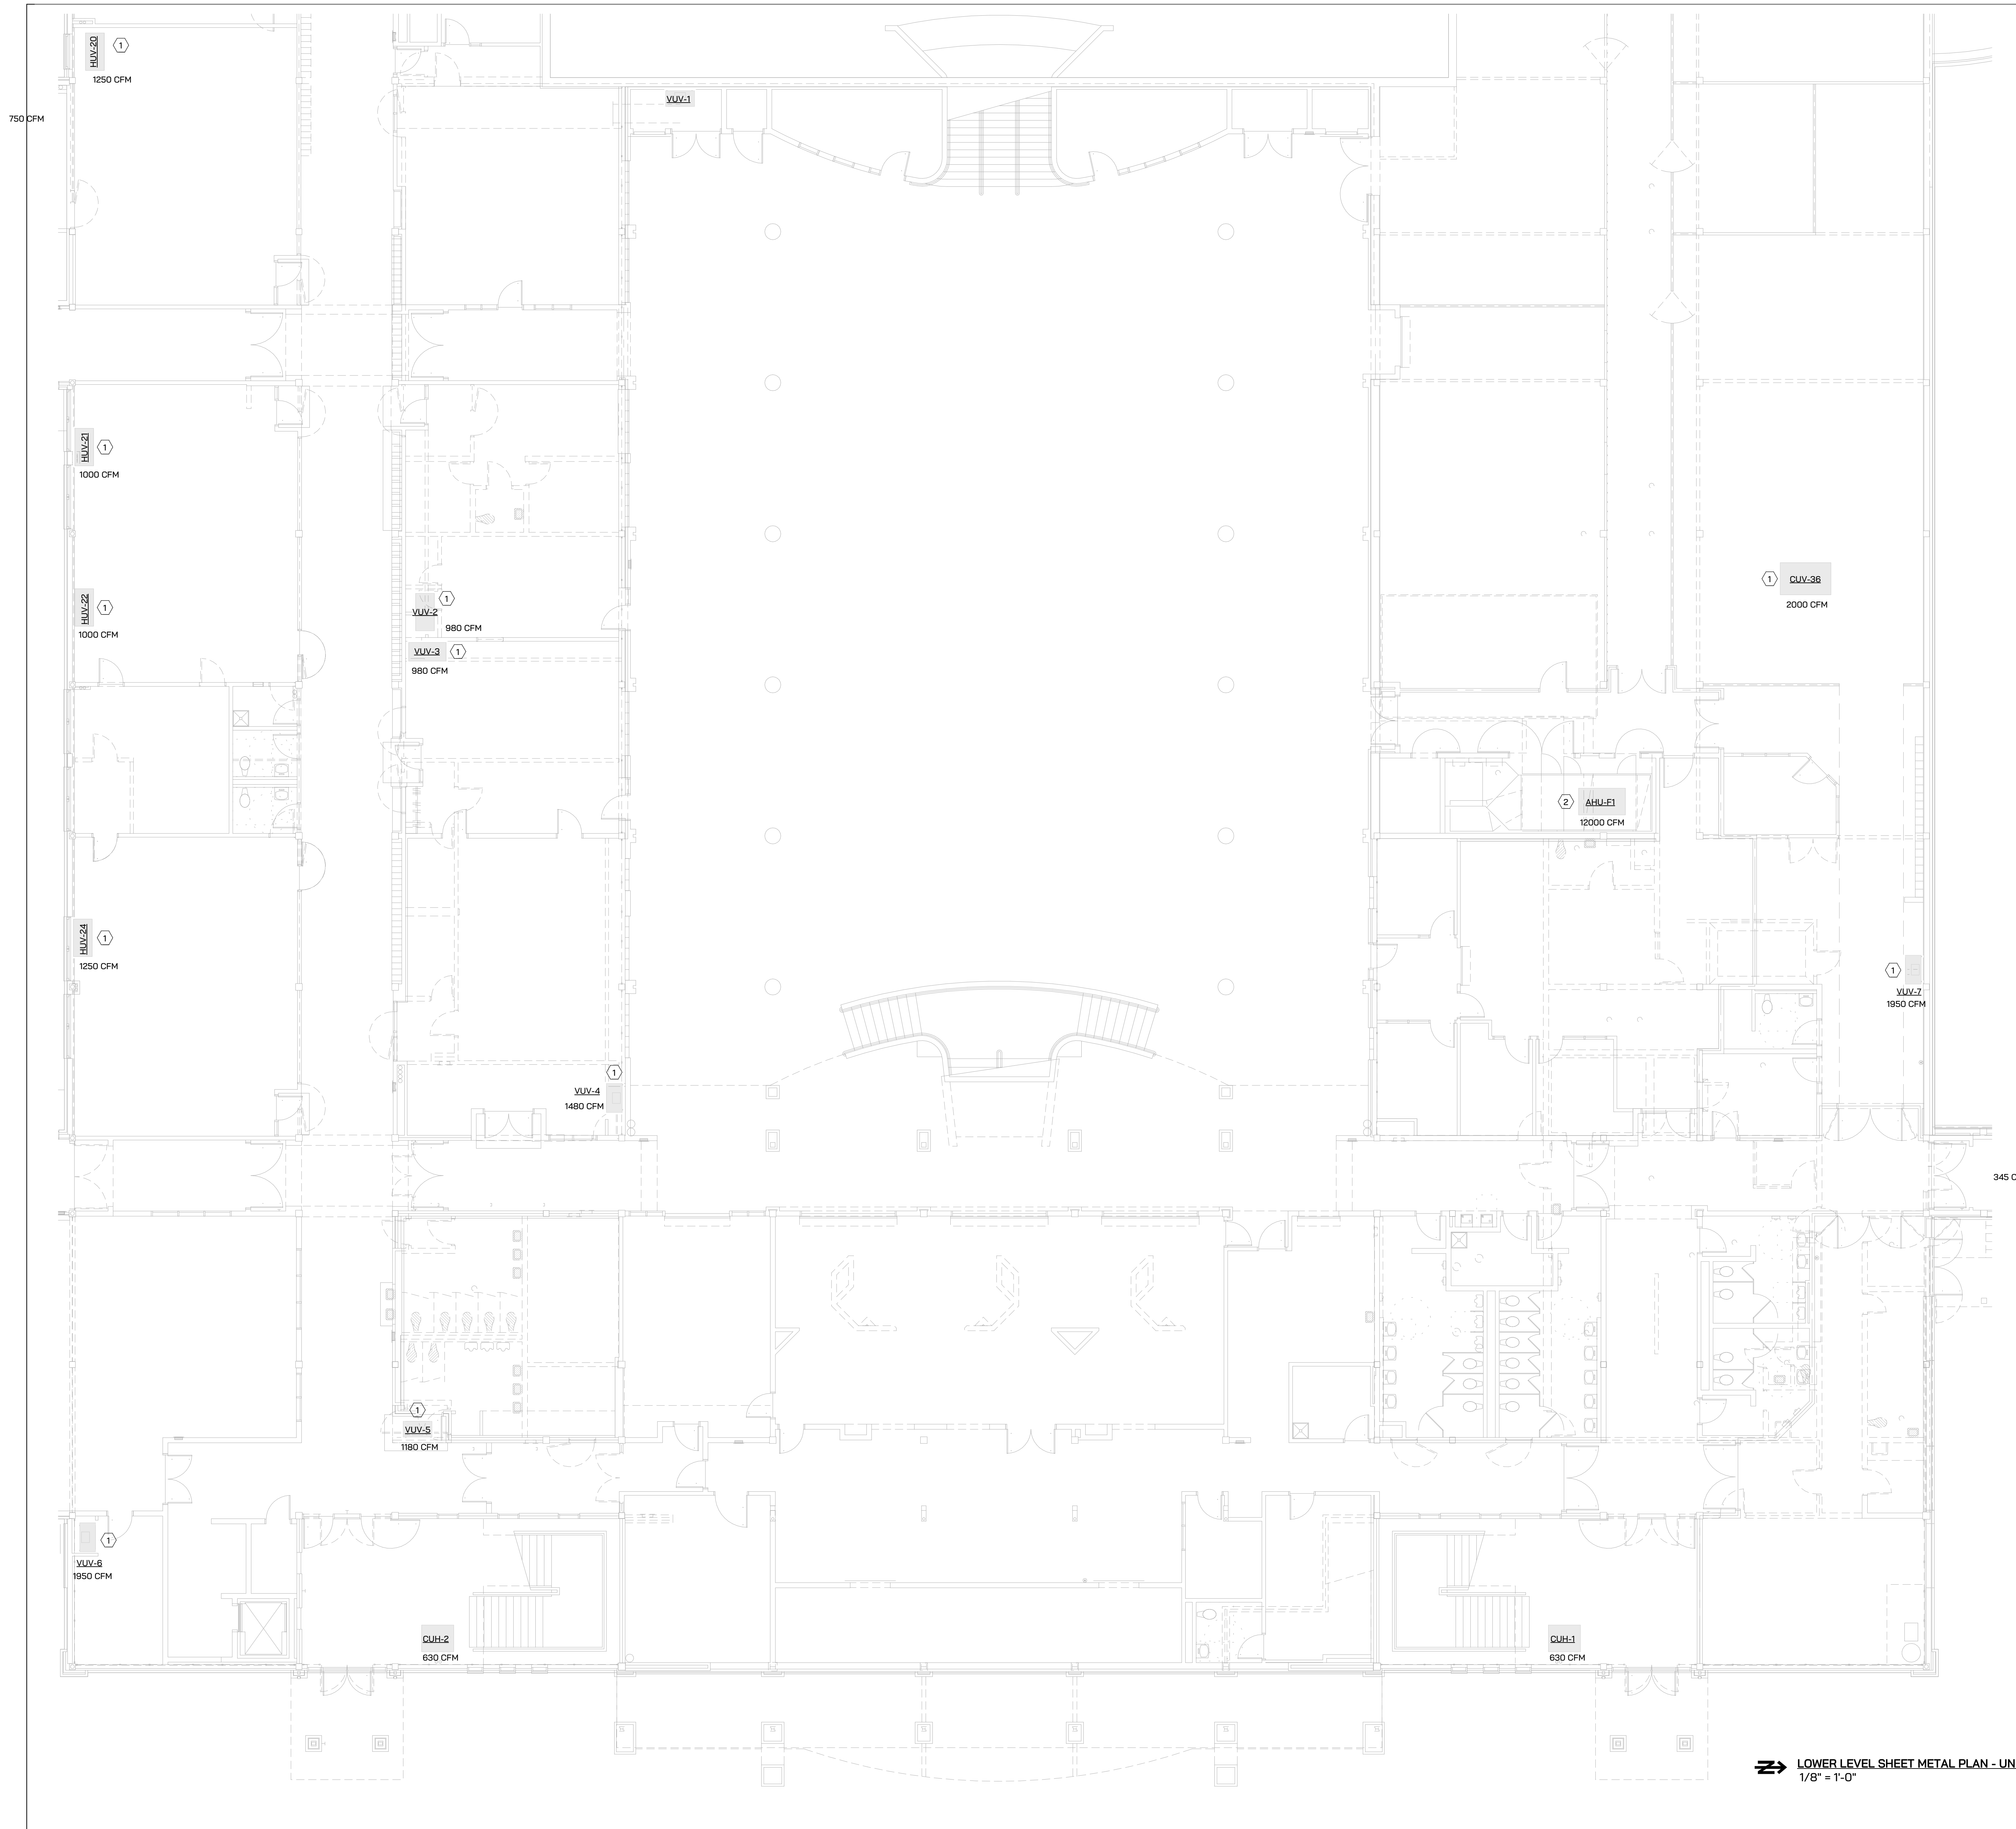 HUV-20
1
1250 CFM
VUV-1
750 CFM
HUV-21
1
1000 CFM
CUV-36
1
2000 CFM
HUV-22
1
1000 CFM
VUV-2
1
980 CFM
VUV-3
1
980 CFM
2
AHU-F1
12000 CFM
HUV-24
1
1250 CFM
1
VUV-7
1950 CFM
1
VUV-4
1480 CFM
345 C
1
VUV-5
1180 CFM
1
VUV-6
1950 CFM
CUH-2
630 CFM
CUH-1
630 CFM
LOWER LEVEL SHEET METAL PLAN - UN
1/8" = 1'-0"